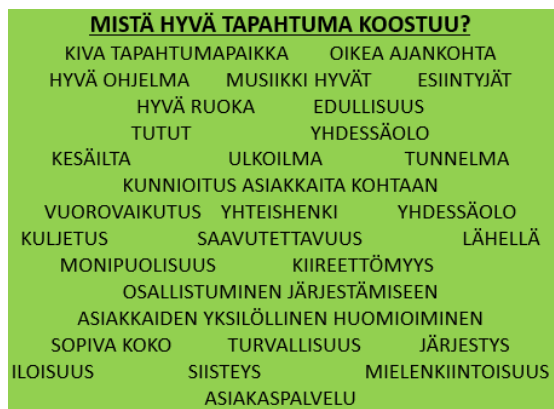 MISTÄ HYVÄ TAPAHTUMA KOOSTUU?
KIVA TAPAHTUMAPAIKKA OIKEA AJANKOHTA
HYVÄ OHJELMA MUSIIKKI HYVÄT ESIINTYJÄT
HYVÄ RUOKA EDULLISUUS
TUTUT YHDESSÄOLO
KESÄILTA ULKOILMA TUNNELMA
KUNNIOITUS ASIAKKAITA KOHTAAN
VUOROVAIKUTUS YHTEISHENKI YHDESSÄOLO
KULJETUS SAAVUTETTAVUUS LÄHELLÄ
MONIPUOLISUUS KIIREETTÖMYYS
OSALLISTUMINEN JÄRJESTÄMISEEN
ASIAKKAIDEN YKSILÖLLINEN HUOMIOIMINEN
SOPIVA KOKO TURVALLISUUS JÄRJESTYS
ILOISUUS SIISTEYS MIELENKIINTOISUUS
ASIAKASPALVELU